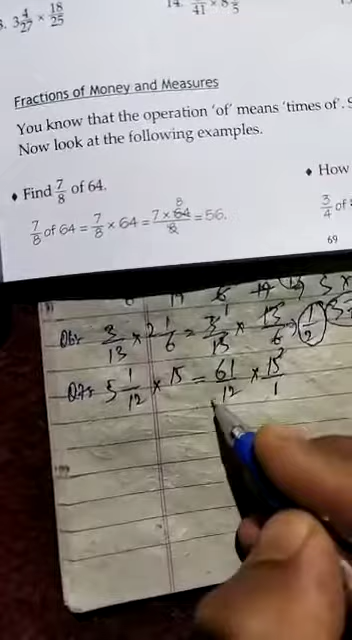 3. 3 4/27 × 18/25
14. /41 × 8 /5
Fractions of Money and Measures
You know that the operation 'of' means 'times of'. S
Now look at the following examples.
♦ Find 7/8 of 64.
♦ How
7/8 of 64 = 7/8 × 64 = 7 × 64/8 = 56.
8
3/4 of
69
Q6: 3/13 × 2 1/6 = 3/13 × 13/6 = 1/2
Q7: 5 1/12 × 15 = 61/12 × 15/1